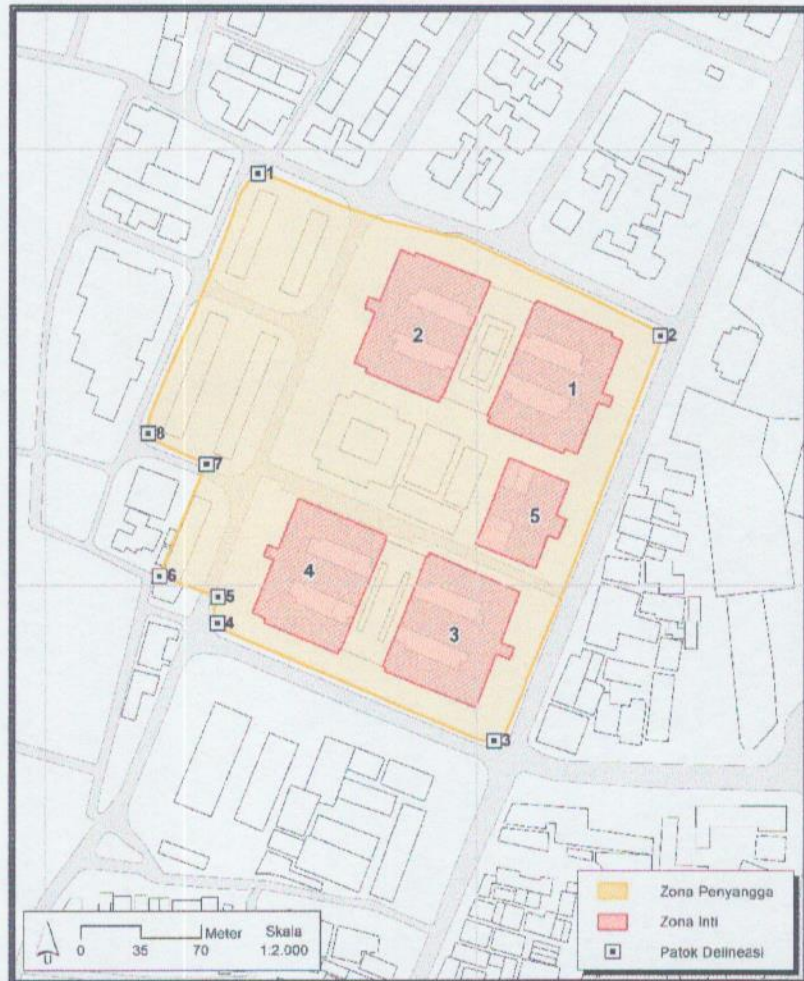 1
2
2
1
8
7
5
4
6
5
4
3
3
Zona Penyangga
Zona Inti
Patok Delineasi
Meter Skala
0 35 70 1:2.000
U